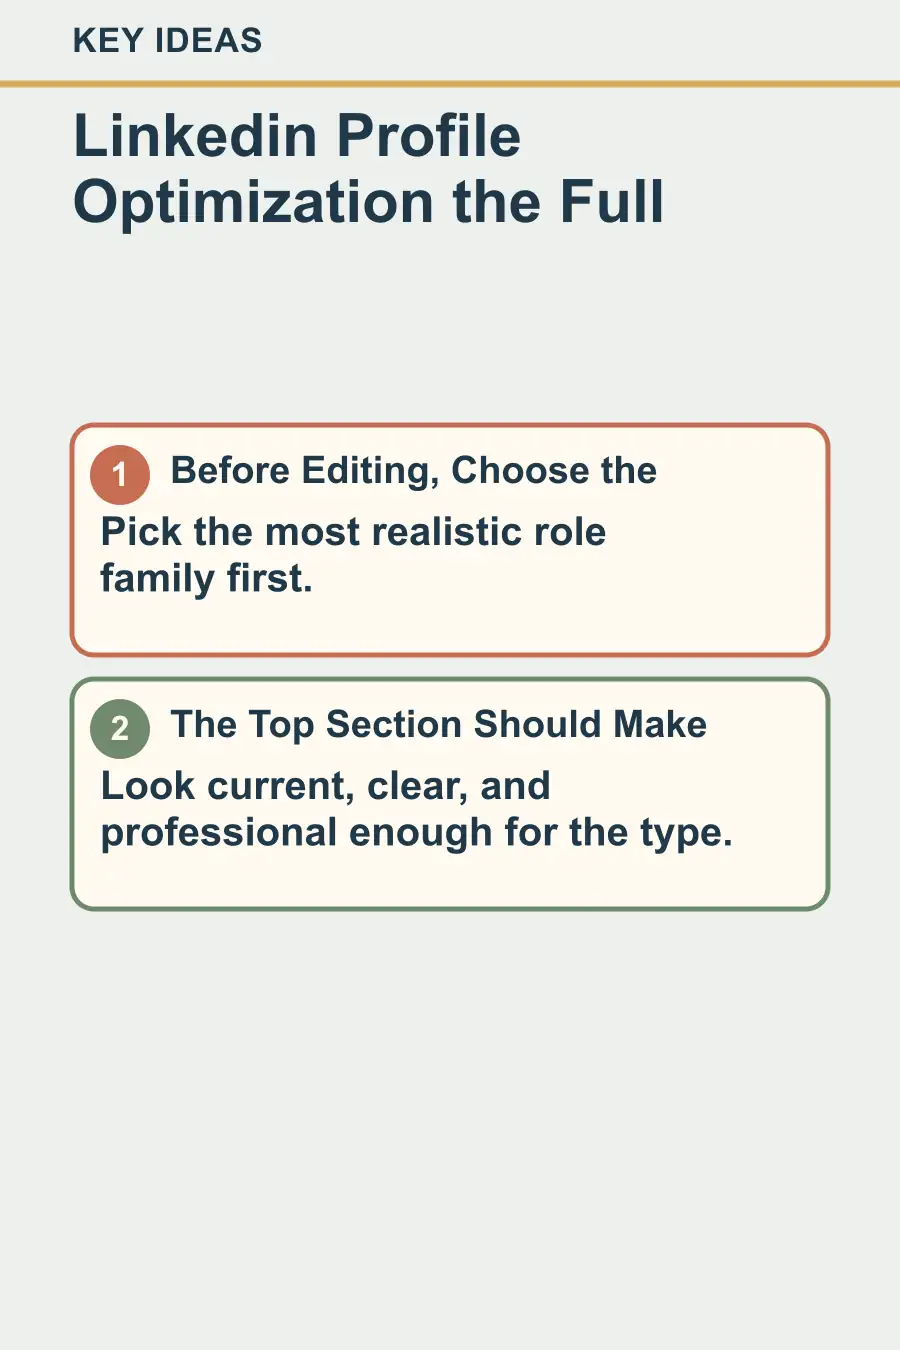 KEY IDEAS
Linkedin Profile
Optimization the Full
1 Before Editing, Choose the
Pick the most realistic role
family first.
2 The Top Section Should Make
Look current, clear, and
professional enough for the type.